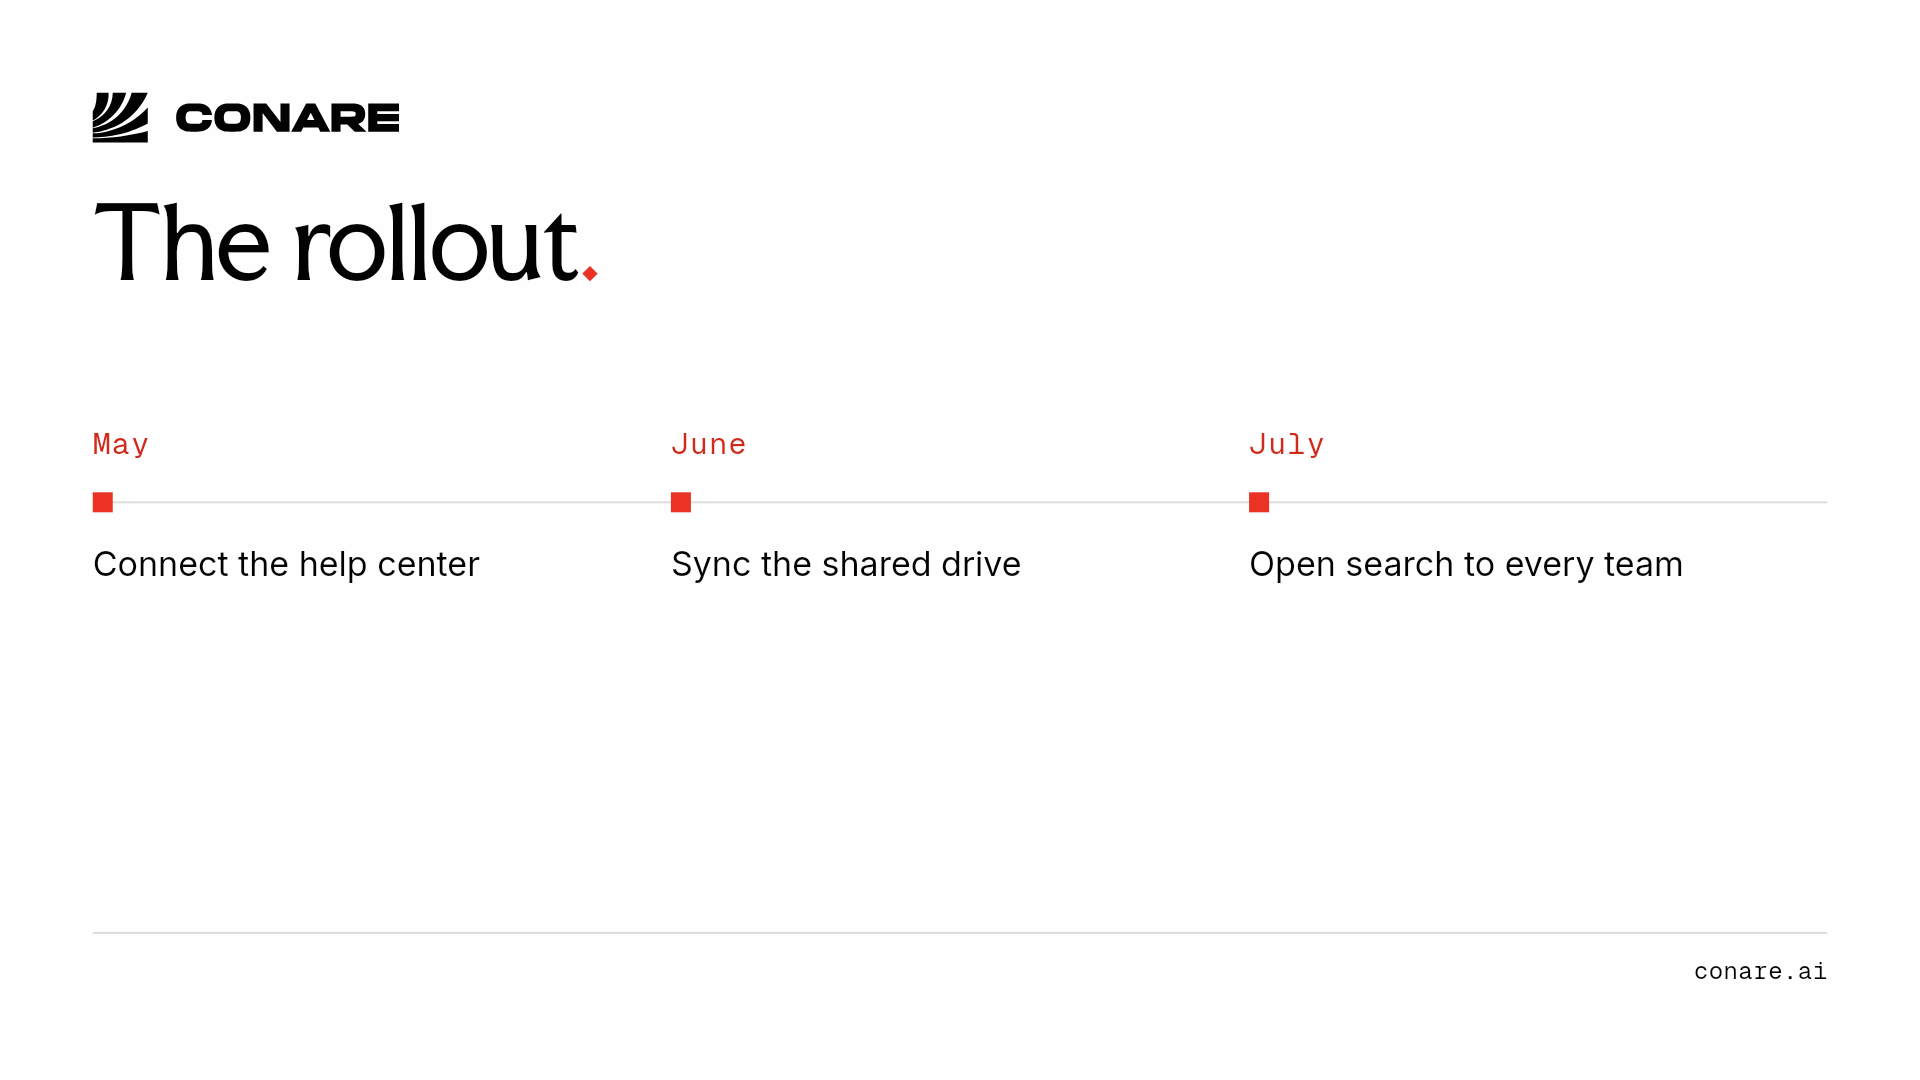 CONARE
The rollout.
May
June
July
Connect the help center
Sync the shared drive
Open search to every team
conare.ai